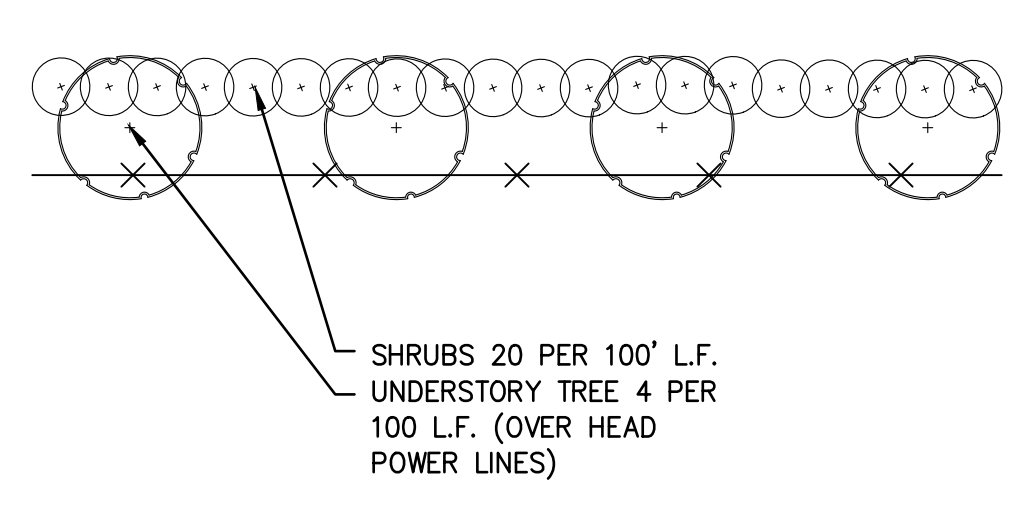 SHRUBS 20 PER 100' L.F.
UNDERSTORY TREE 4 PER
100 L.F. (OVER HEAD
POWER LINES)